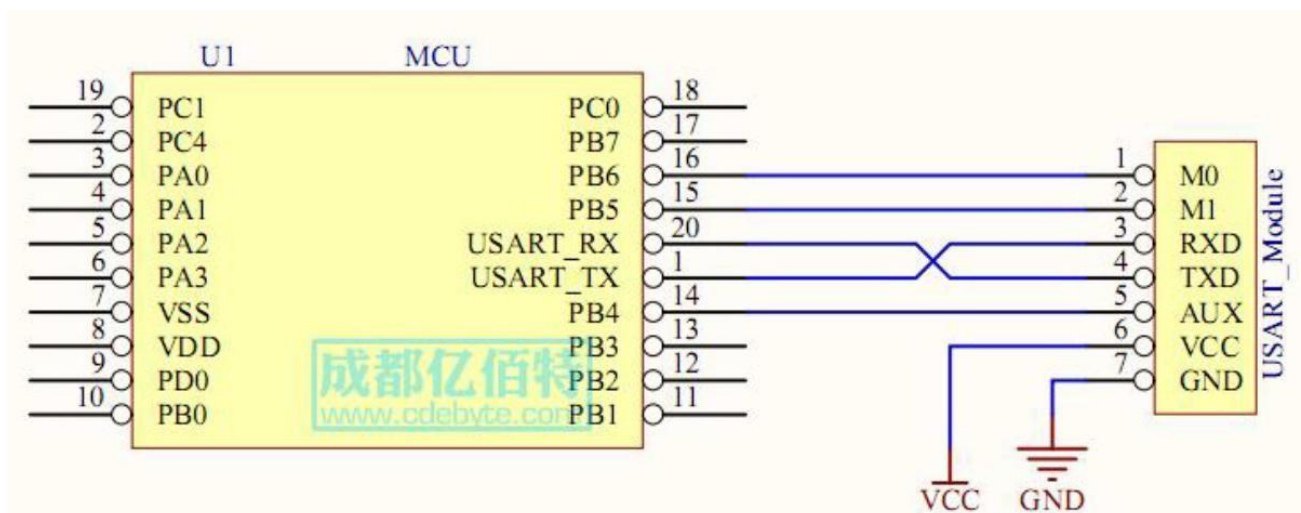 U1 MCU
19 PC1 PC0 18
2 PC4 PB7 17
3 PA0 PB6 16 1 M0
4 PA1 PB5 15 2 M1
5 PA2 USART_RX 20 3 RXD
6 PA3 USART_TX 1 4 TXD
7 VSS PB4 14 5 AUX
8 VDD PB3 13 6 VCC
9 PD0 PB2 12 7 GND
10 PB0 PB1 11
USART_Module
成都亿佰特
www.cdebyte.com
VCC GND